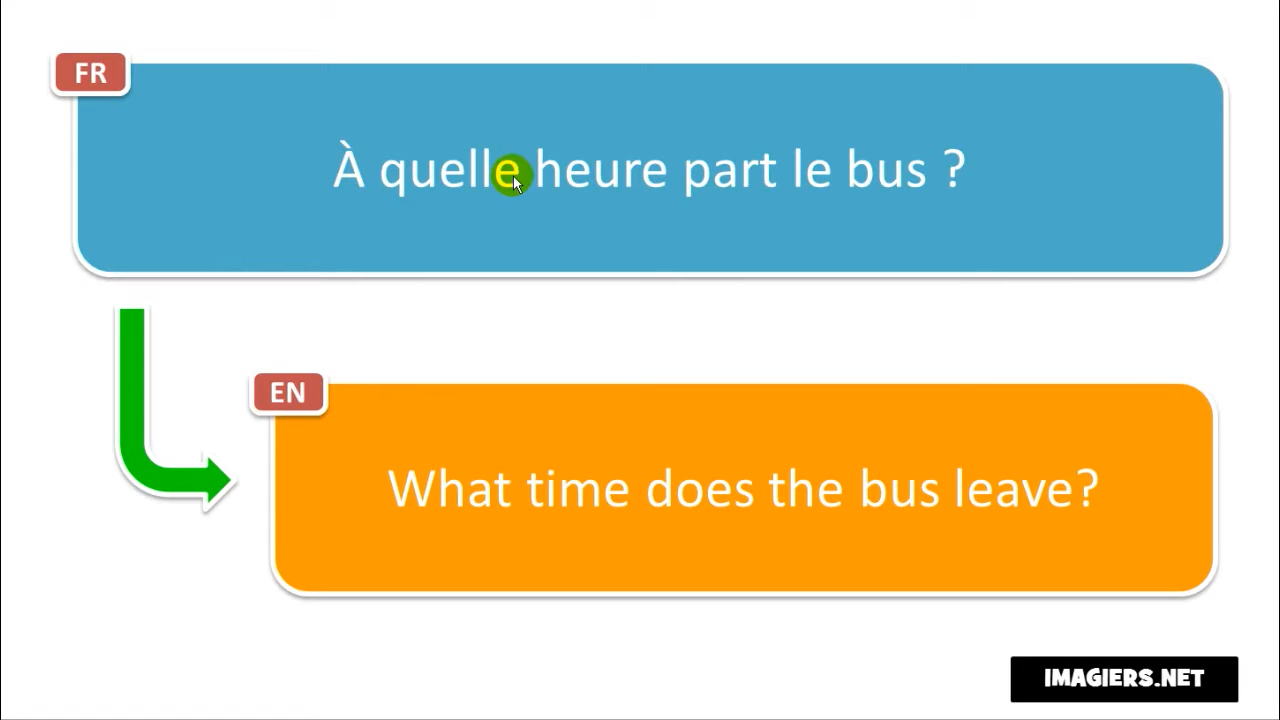 FR
À quelle heure part le bus ?
EN
What time does the bus leave?
IMAGIERS.NET